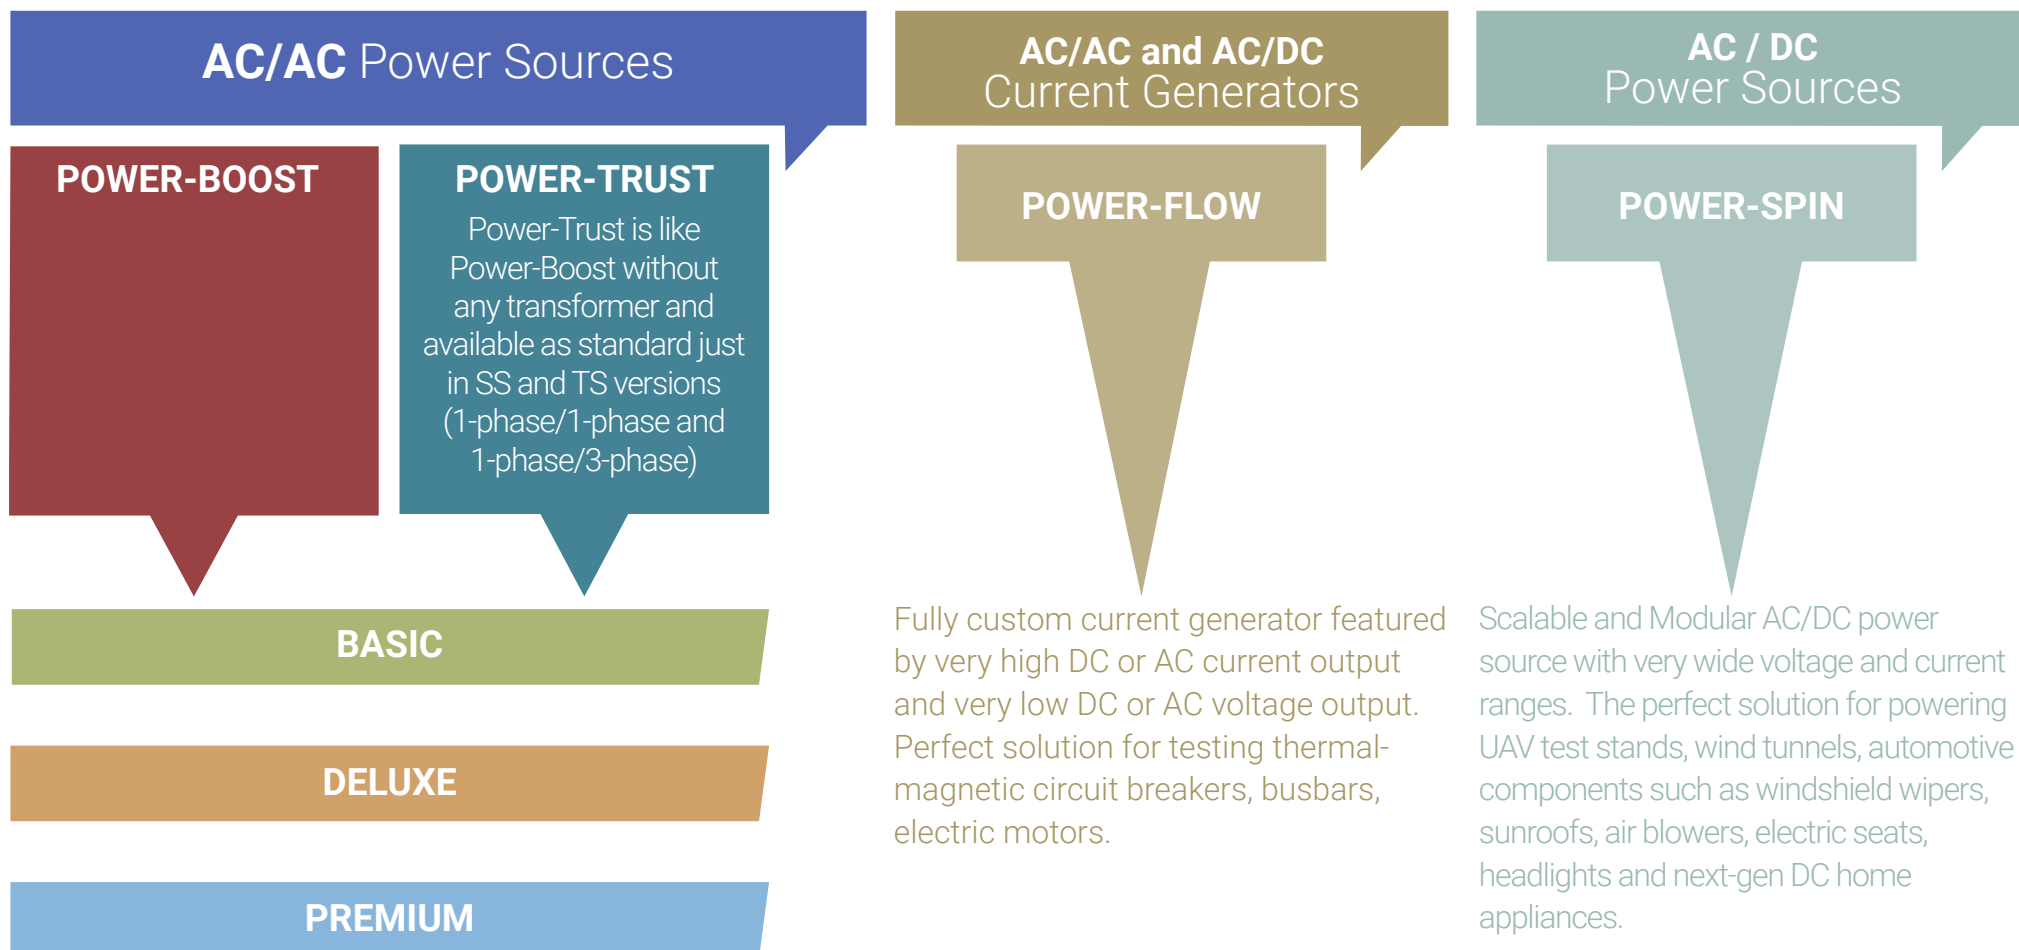 AC/AC Power Sources
POWER-BOOST
POWER-TRUST
Power-Trust is like
Power-Boost without
any transformer and
available as standard just
in SS and TS versions
(1-phase/1-phase and
1-phase/3-phase)
BASIC
DELUXE
PREMIUM
AC/AC and AC/DC
Current Generators
POWER-FLOW
Fully custom current generator featured
by very high DC or AC current output
and very low DC or AC voltage output.
Perfect solution for testing thermal-
magnetic circuit breakers, busbars,
electric motors.
AC / DC
Power Sources
POWER-SPIN
Scalable and Modular AC/DC power
source with very wide voltage and current
ranges.  The perfect solution for powering
UAV test stands, wind tunnels, automotive
components such as windshield wipers,
sunroofs, air blowers, electric seats,
headlights and next-gen DC home
appliances.